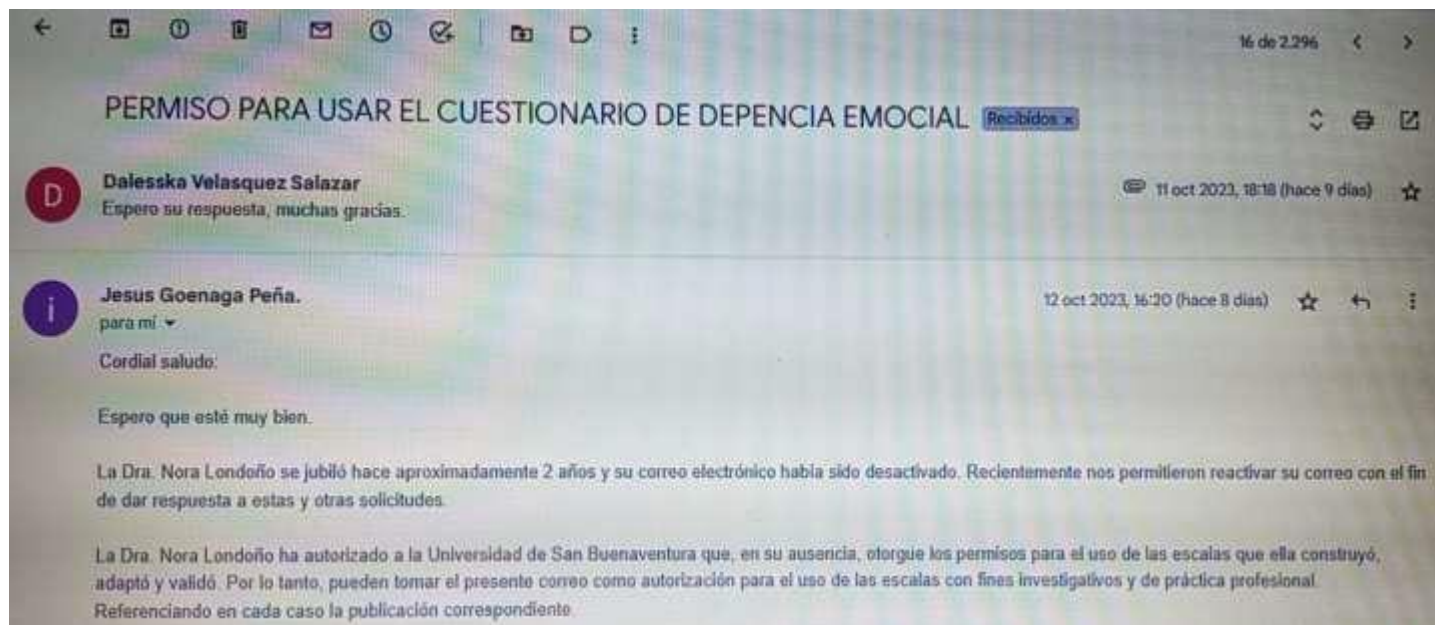 16 de 2.296
PERMISO PARA USAR EL CUESTIONARIO DE DEPENCIA EMOCIAL Recibidos x
D
Dalesska Velasquez Salazar
11 oct 2023, 18:18 (hace 9 días)
Espero su respuesta, muchas gracias.
i
Jesus Goenaga Peña.
12 oct 2023, 16:20 (hace 8 días)
para mí
Cordial saludo:
Espero que esté muy bien.
La Dra. Nora Londoño se jubiló hace aproximadamente 2 años y su correo electrónico había sido desactivado. Recientemente nos permitieron reactivar su correo con el fin
de dar respuesta a estas y otras solicitudes.
La Dra. Nora Londoño ha autorizado a la Universidad de San Buenaventura que, en su ausencia, otorgue los permisos para el uso de las escalas que ella construyó,
adaptó y validó. Por lo tanto, pueden tomar el presente correo como autorización para el uso de las escalas con fines investigativos y de práctica profesional.
Referenciando en cada caso la publicación correspondiente.